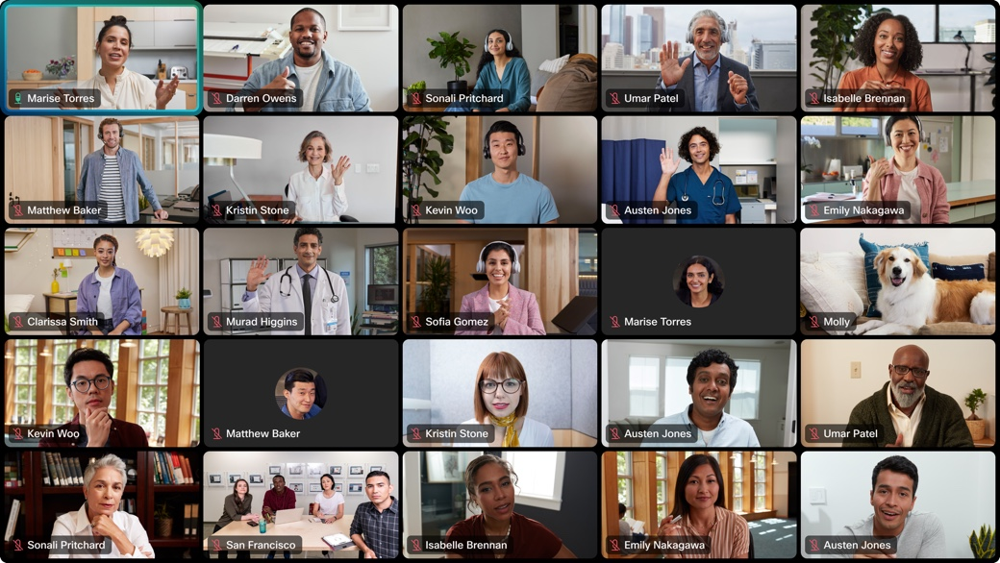 Marise Torres
Darren Owens
Sonali Pritchard
Umar Patel
Isabelle Brennan
Matthew Baker
Kristin Stone
Kevin Woo
Austen Jones
Emily Nakagawa
Clarissa Smith
Murad Higgins
Sofia Gomez
Marise Torres
Molly
Kevin Woo
Matthew Baker
Kristin Stone
Austen Jones
Umar Patel
Sonali Pritchard
San Francisco
Isabelle Brennan
Emily Nakagawa
Austen Jones